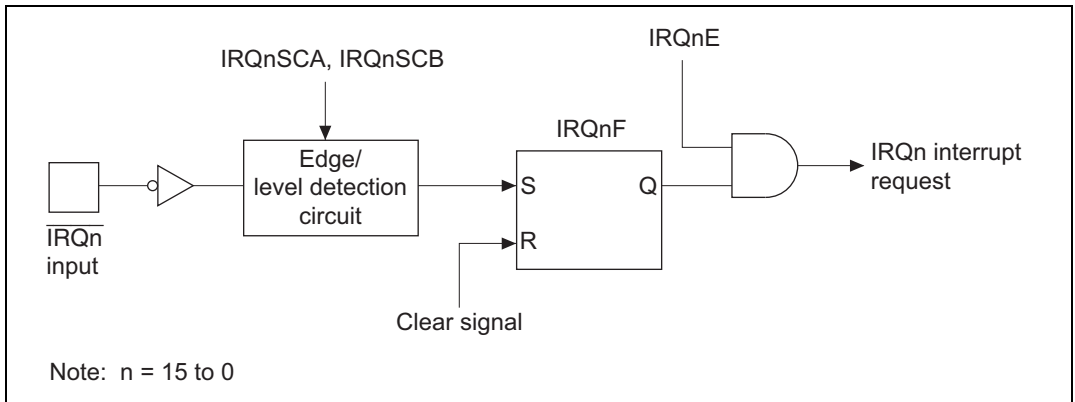 IRQnE
IRQnSCA, IRQnSCB
IRQnF
Edge/
level detection
circuit
S
Q
R
IRQn interrupt
request
IRQn
input
Clear signal
Note: n = 15 to 0